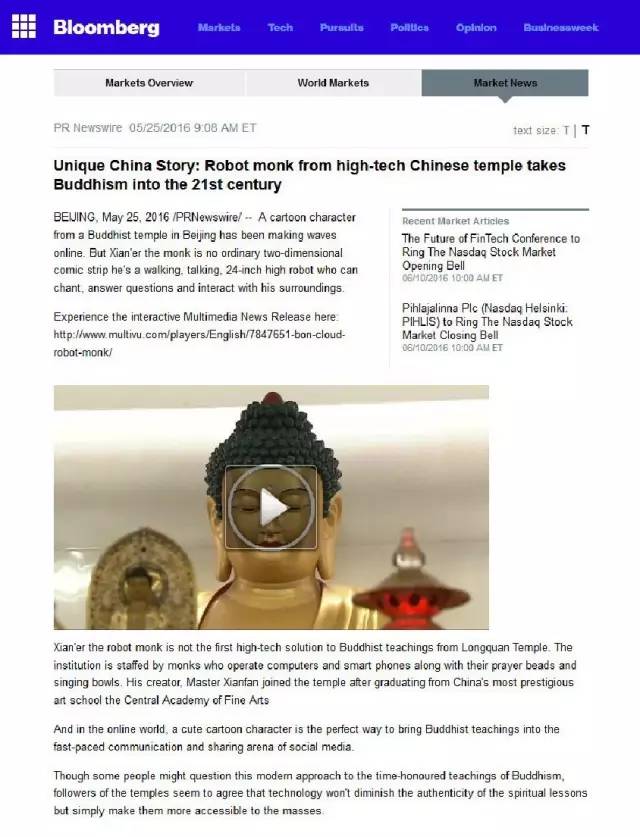 Bloomberg
Markets Tech Pursuits Politics Opinion Businessweek
Markets Overview World Markets Market News
PR Newswire 05/25/2016 9:08 AM ET
text size: T | T
Unique China Story: Robot monk from high-tech Chinese temple takes
Buddhism into the 21st century
BEIJING, May 25, 2016 /PRNewswire/ -- A cartoon character
from a Buddhist temple in Beijing has been making waves
online. But Xian'er the monk is no ordinary two-dimensional
comic strip he's a walking, talking, 24-inch high robot who can
chant, answer questions and interact with his surroundings.
Experience the interactive Multimedia News Release here:
http://www.multivu.com/players/English/7847651-bon-cloud-
robot-monk/
Recent Market Articles
The Future of FinTech Conference to
Ring The Nasdaq Stock Market
Opening Bell
06/10/2016 10:00 AM ET
Pihlajalinna Plc (Nasdaq Helsinki:
PIHLIS) to Ring The Nasdaq Stock
Market Closing Bell
06/10/2016 10:00 AM ET
Xian'er the robot monk is not the first high-tech solution to Buddhist teachings from Longquan Temple. The
institution is staffed by monks who operate computers and smart phones along with their prayer beads and
singing bowls. His creator, Master Xianfan joined the temple after graduating from China's most prestigious
art school the Central Academy of Fine Arts
And in the online world, a cute cartoon character is the perfect way to bring Buddhist teachings into the
fast-paced communication and sharing arena of social media.
Though some people might question this modern approach to the time-honoured teachings of Buddhism,
followers of the temples seem to agree that technology won't diminish the authenticity of the spiritual lessons
but simply make them more accessible to the masses.